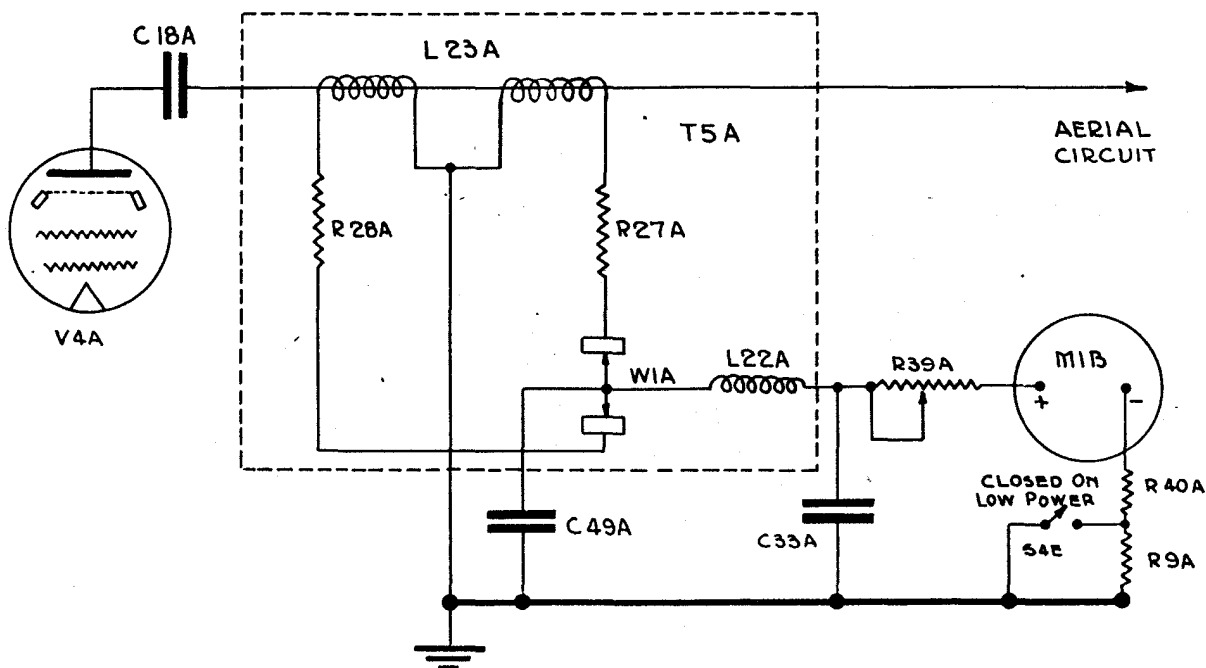 C18A
L23A
T5A
AERIAL
CIRCUIT
R28A
R27A
V4A
W1A
L22A
R39A
M1B
+
-
CLOSED ON
LOW POWER
R40A
C49A
C33A
S4E
R9A